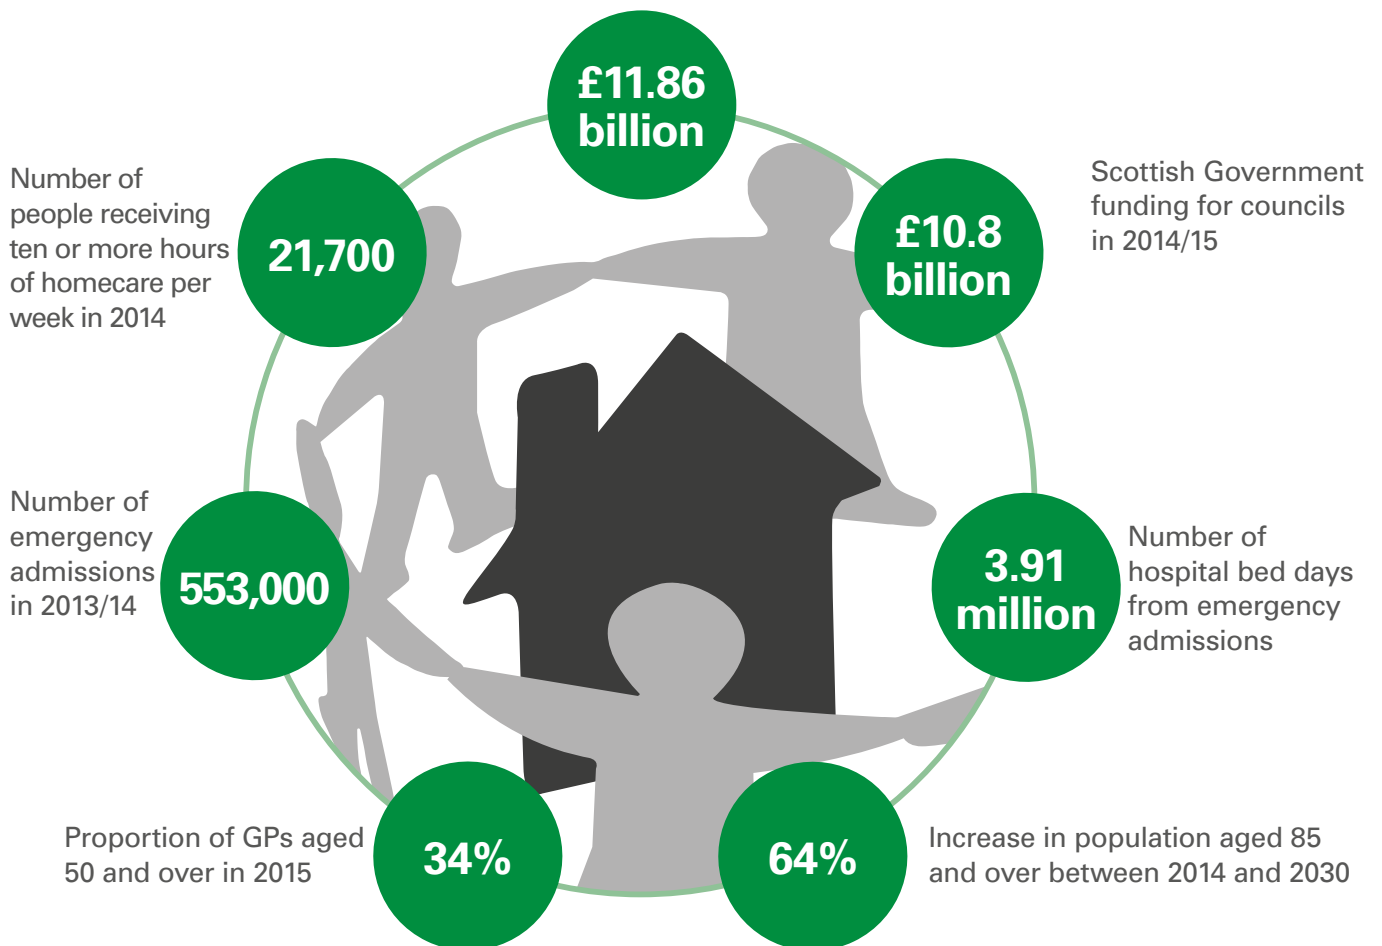 £11.86
billion
Scottish Government
funding for councils
in 2014/15
£10.8
billion
Number of
people receiving
ten or more hours
of homecare per
week in 2014
21,700
Number of
emergency
admissions
in 2013/14
553,000
3.91
million
Number of
hospital bed days
from emergency
admissions
Proportion of GPs aged
50 and over in 2015
34%
64%
Increase in population aged 85
and over between 2014 and 2030